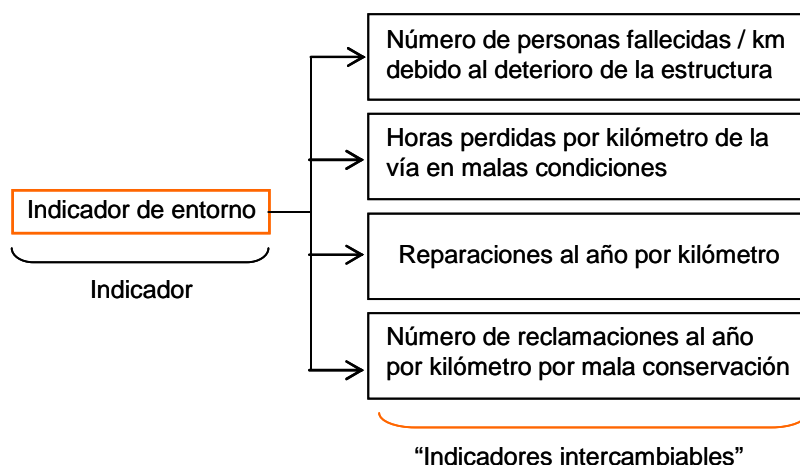 Número de personas fallecidas / km
debido al deterioro de la estructura
Horas perdidas por kilómetro de la
vía en malas condiciones
Indicador de entorno
Indicador
Reparaciones al año por kilómetro
Número de reclamaciones al año
por kilómetro por mala conservación
“Indicadores intercambiables”